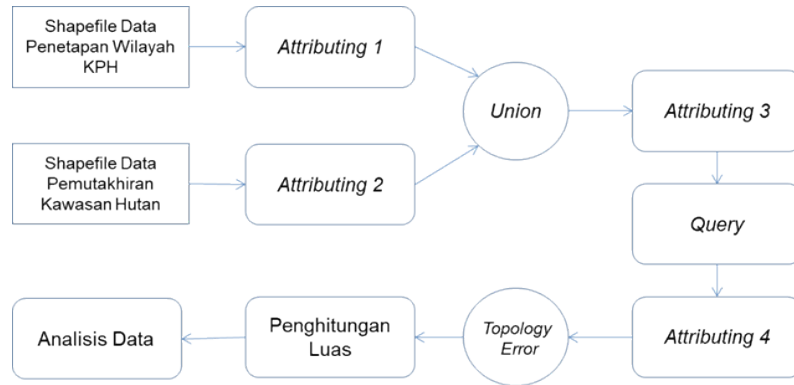 Shapefile Data
Penetapan Wilayah
KPH
Attributing 1
Union
Attributing 3
Shapefile Data
Pemutakhiran
Kawasan Hutan
Attributing 2
Query
Analisis Data
Penghitungan
Luas
Topology
Error
Attributing 4